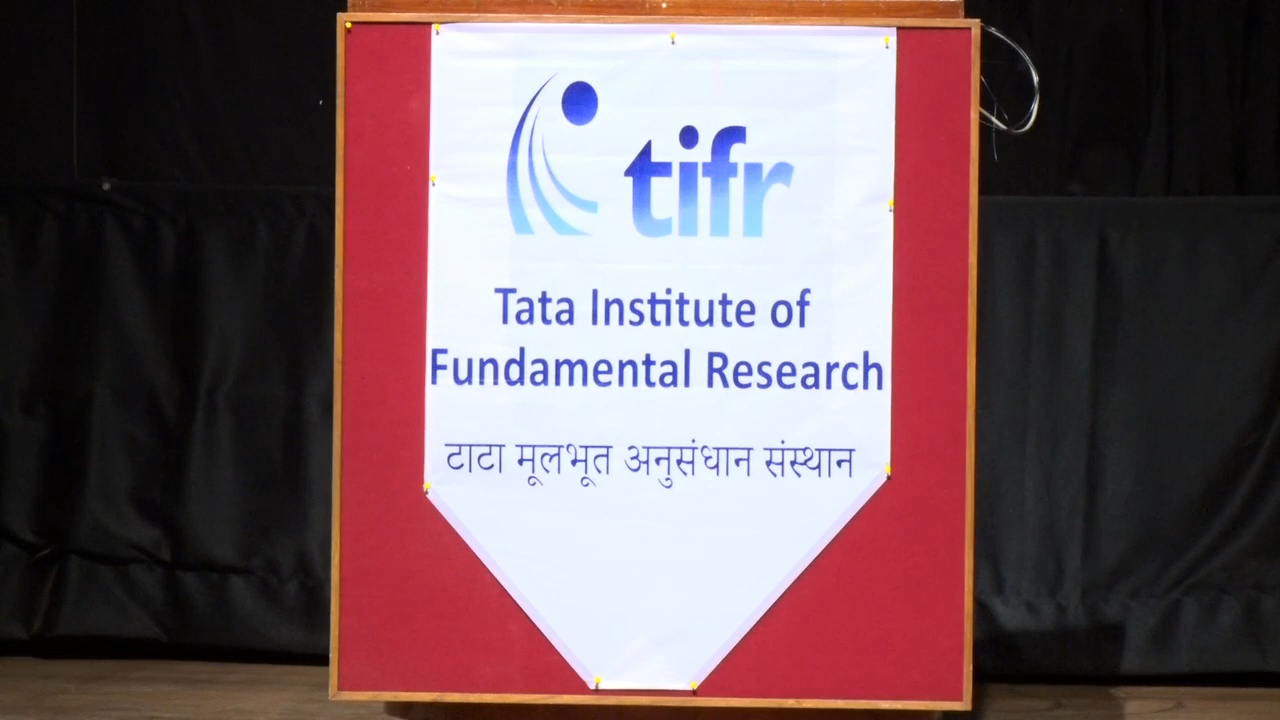 tifr
Tata Institute of
Fundamental Research
टाटा मूलभूत अनुसंधान संस्थान